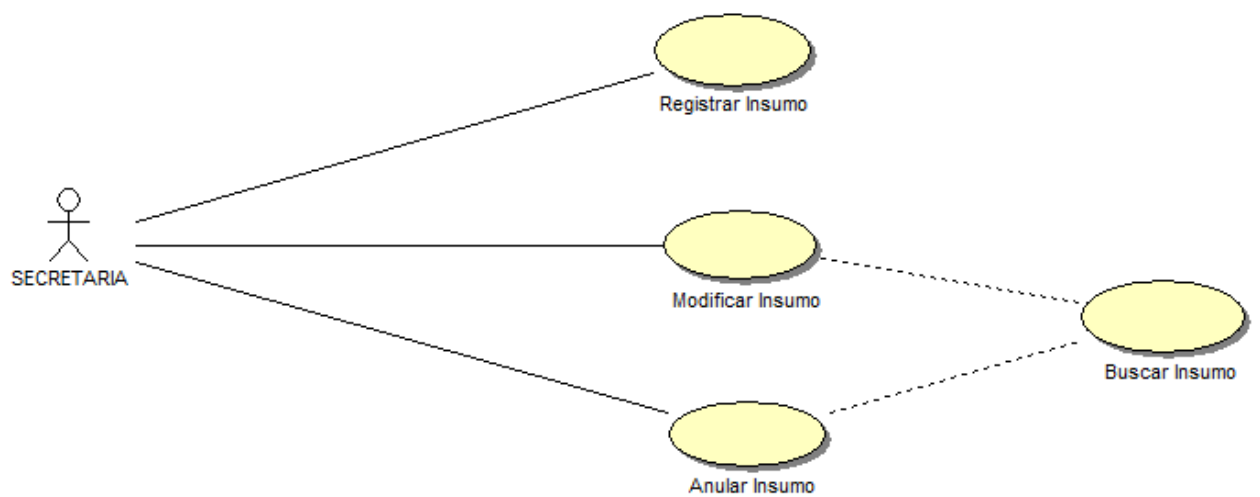 Registrar Insumo
SECRETARIA
Modificar Insumo
Buscar Insumo
Anular Insumo